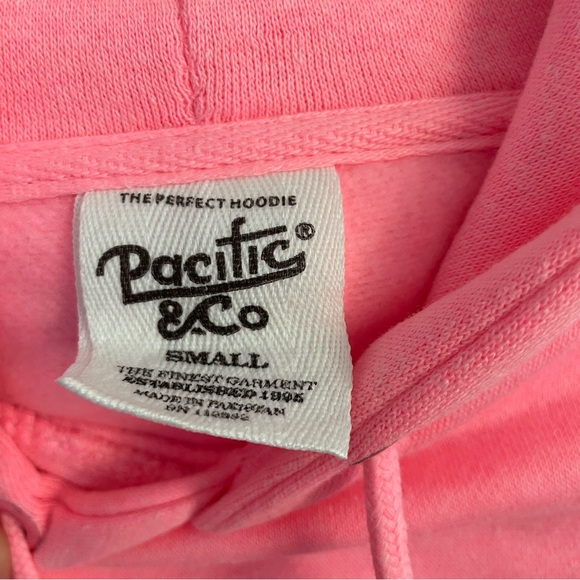 THE PERFECT HOODIE
Pacific®
&Co
SMALL
THE FINEST GARMENT
ESTABLISHED 1995
MADE IN PAKISTAN